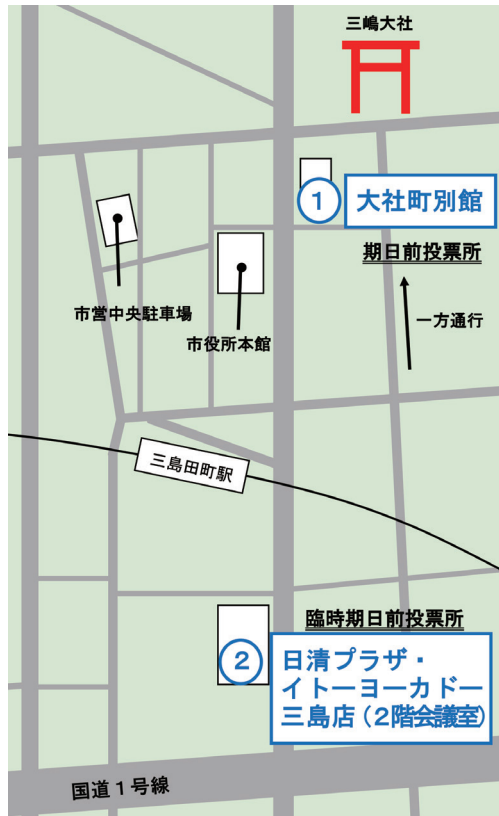 三嶋大社
1
大社町別館
期日前投票所
一方通行
市営中央駐車場
市役所本館
三島田町駅
臨時期日前投票所
2
日清プラザ・
イトーヨーカドー
三島店（2階会議室）
国道1号線